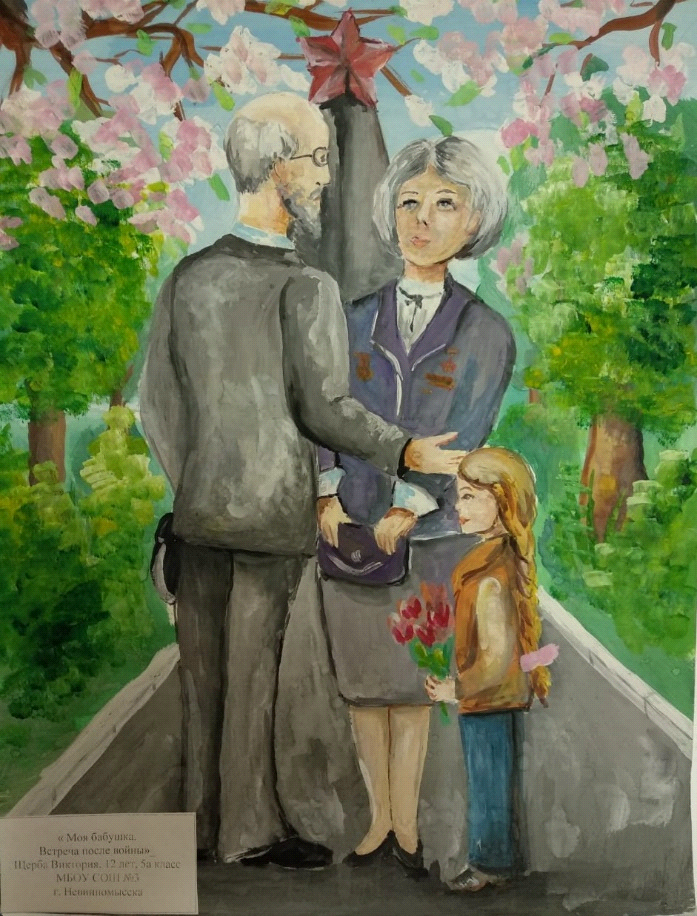 « Моя бабушка.
Встреча после войны»
Щерба Виктория, 12 лет, 5а класс
МБОУ СОШ №3
г. Невинномысска